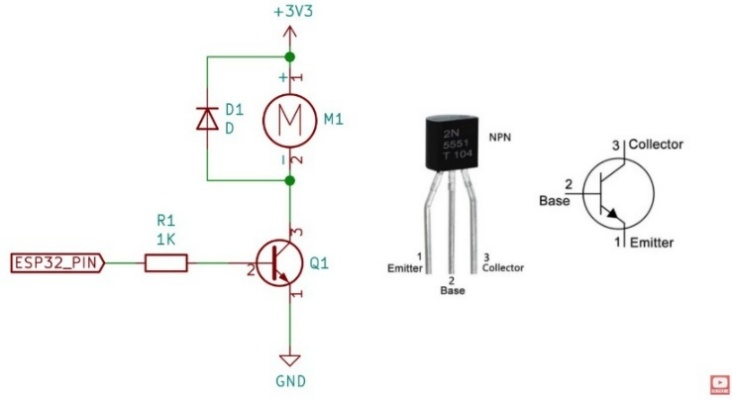 +3V3
+
1
D1
D
M
M1
2
R1
1K
3
ESP32_PIN
2
Q1
1
GND
2N
5551
T 104
NPN
1
Emitter
2
Base
3
Collector
3 Collector
2
Base
1 Emitter